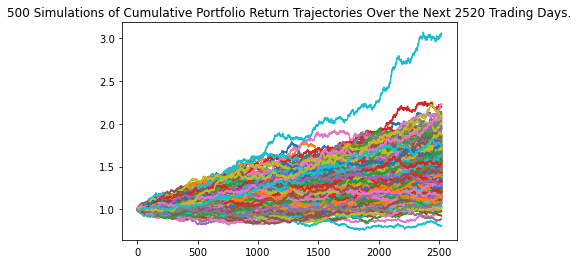 500 Simulations of Cumulative Portfolio Return Trajectories Over the Next 2520 Trading Days.
3.0
2.5
2.0
1.5
1.0
0 500 1000 1500 2000 2500